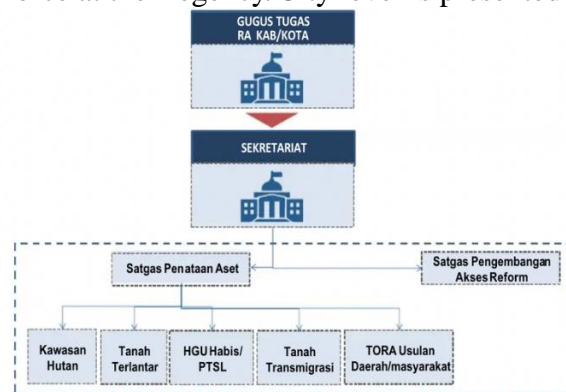 GUGUS TUGAS
RA KAB/KOTA
SEKRETARIAT
Satgas Penataan Aset
Satgas Pengembangan
Akses Reform
Kawasan
Hutan
Tanah
Terlantar
HGU Habis/
PTSL
Tanah
Transmigrasi
TORA Usulan
Daerah/masyarakat